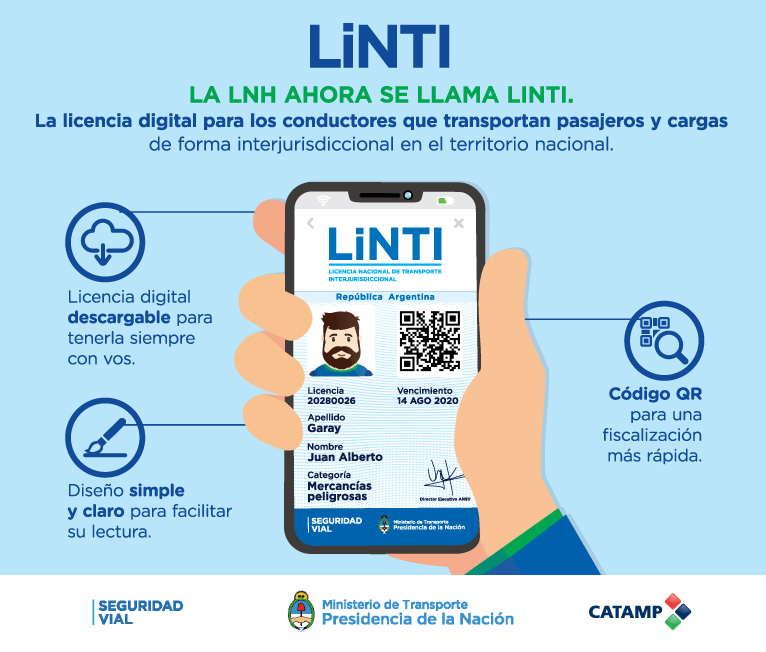 LiNTI
LA LNH AHORA SE LLAMA LINTI.
La licencia digital para los conductores que transportan pasajeros y cargas
de forma interjurisdiccional en el territorio nacional.
Licencia digital
descargable para
tenerla siempre
con vos.
Diseño simple
y claro para facilitar
su lectura.
LiNTI
LICENCIA NACIONAL DE TRANSPORTE
INTERJURISDICCIONAL
República Argentina
Licencia
20280026
Vencimiento
14 AGO 2020
Apellido
Garay
Nombre
Juan Alberto
Categoría
Mercancías
peligrosas
Director Ejecutivo ANSV
SEGURIDAD
VIAL
Ministerio de Transporte
Presidencia de la Nación
Código QR
para una
fiscalización
más rápida.
SEGURIDAD
VIAL
Ministerio de Transporte
Presidencia de la Nación
CATAMP